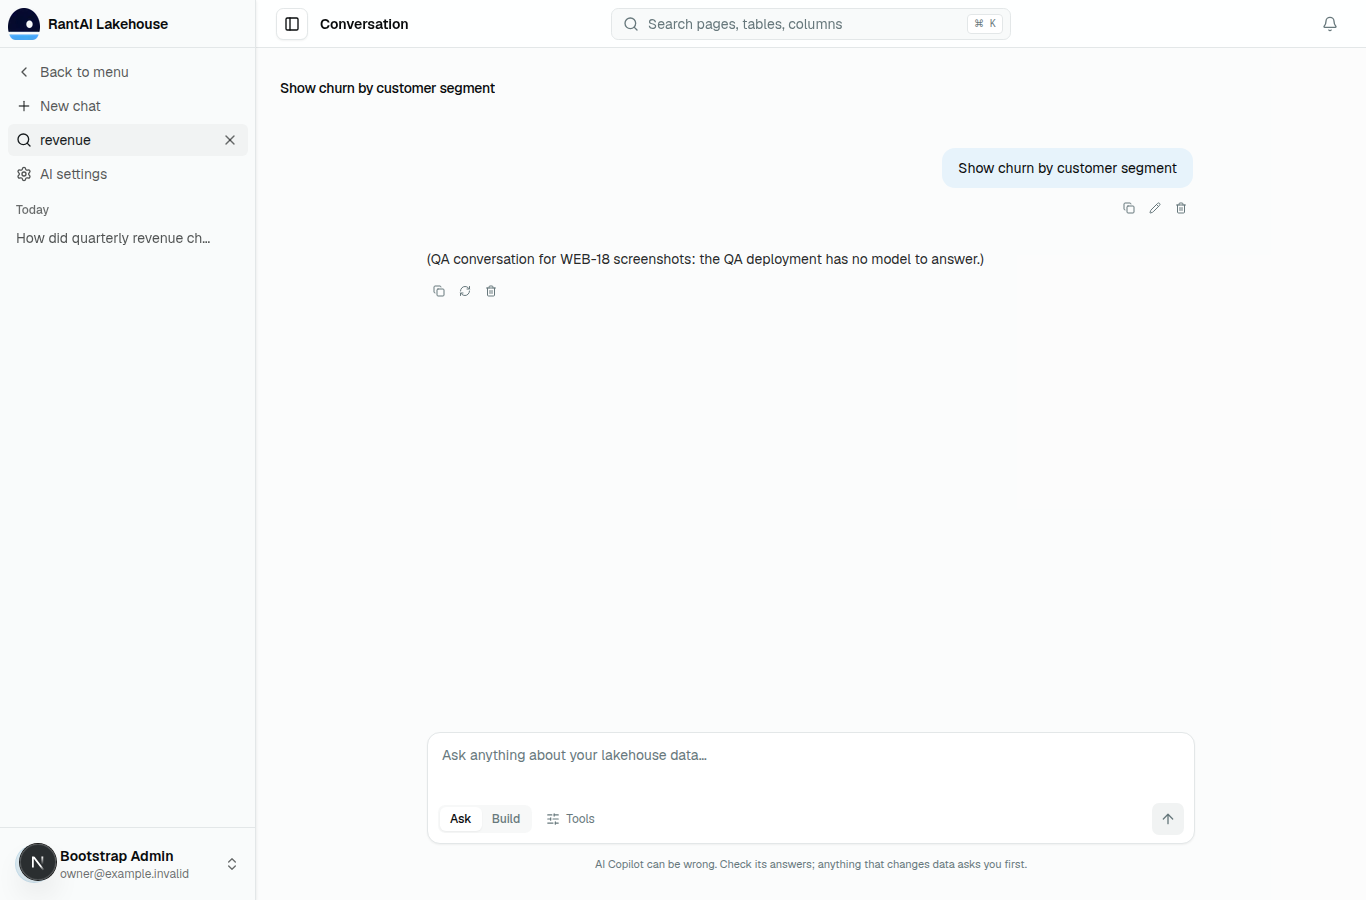 RantAI Lakehouse
Conversation
Search pages, tables, columns
⌘ K
Back to menu
New chat
revenue
AI settings
Today
How did quarterly revenue ch...
Show churn by customer segment
Show churn by customer segment
(QA conversation for WEB-18 screenshots: the QA deployment has no model to answer.)
Ask anything about your lakehouse data...
Ask
Build
Tools
AI Copilot can be wrong. Check its answers; anything that changes data asks you first.
N
Bootstrap Admin
owner@example.invalid